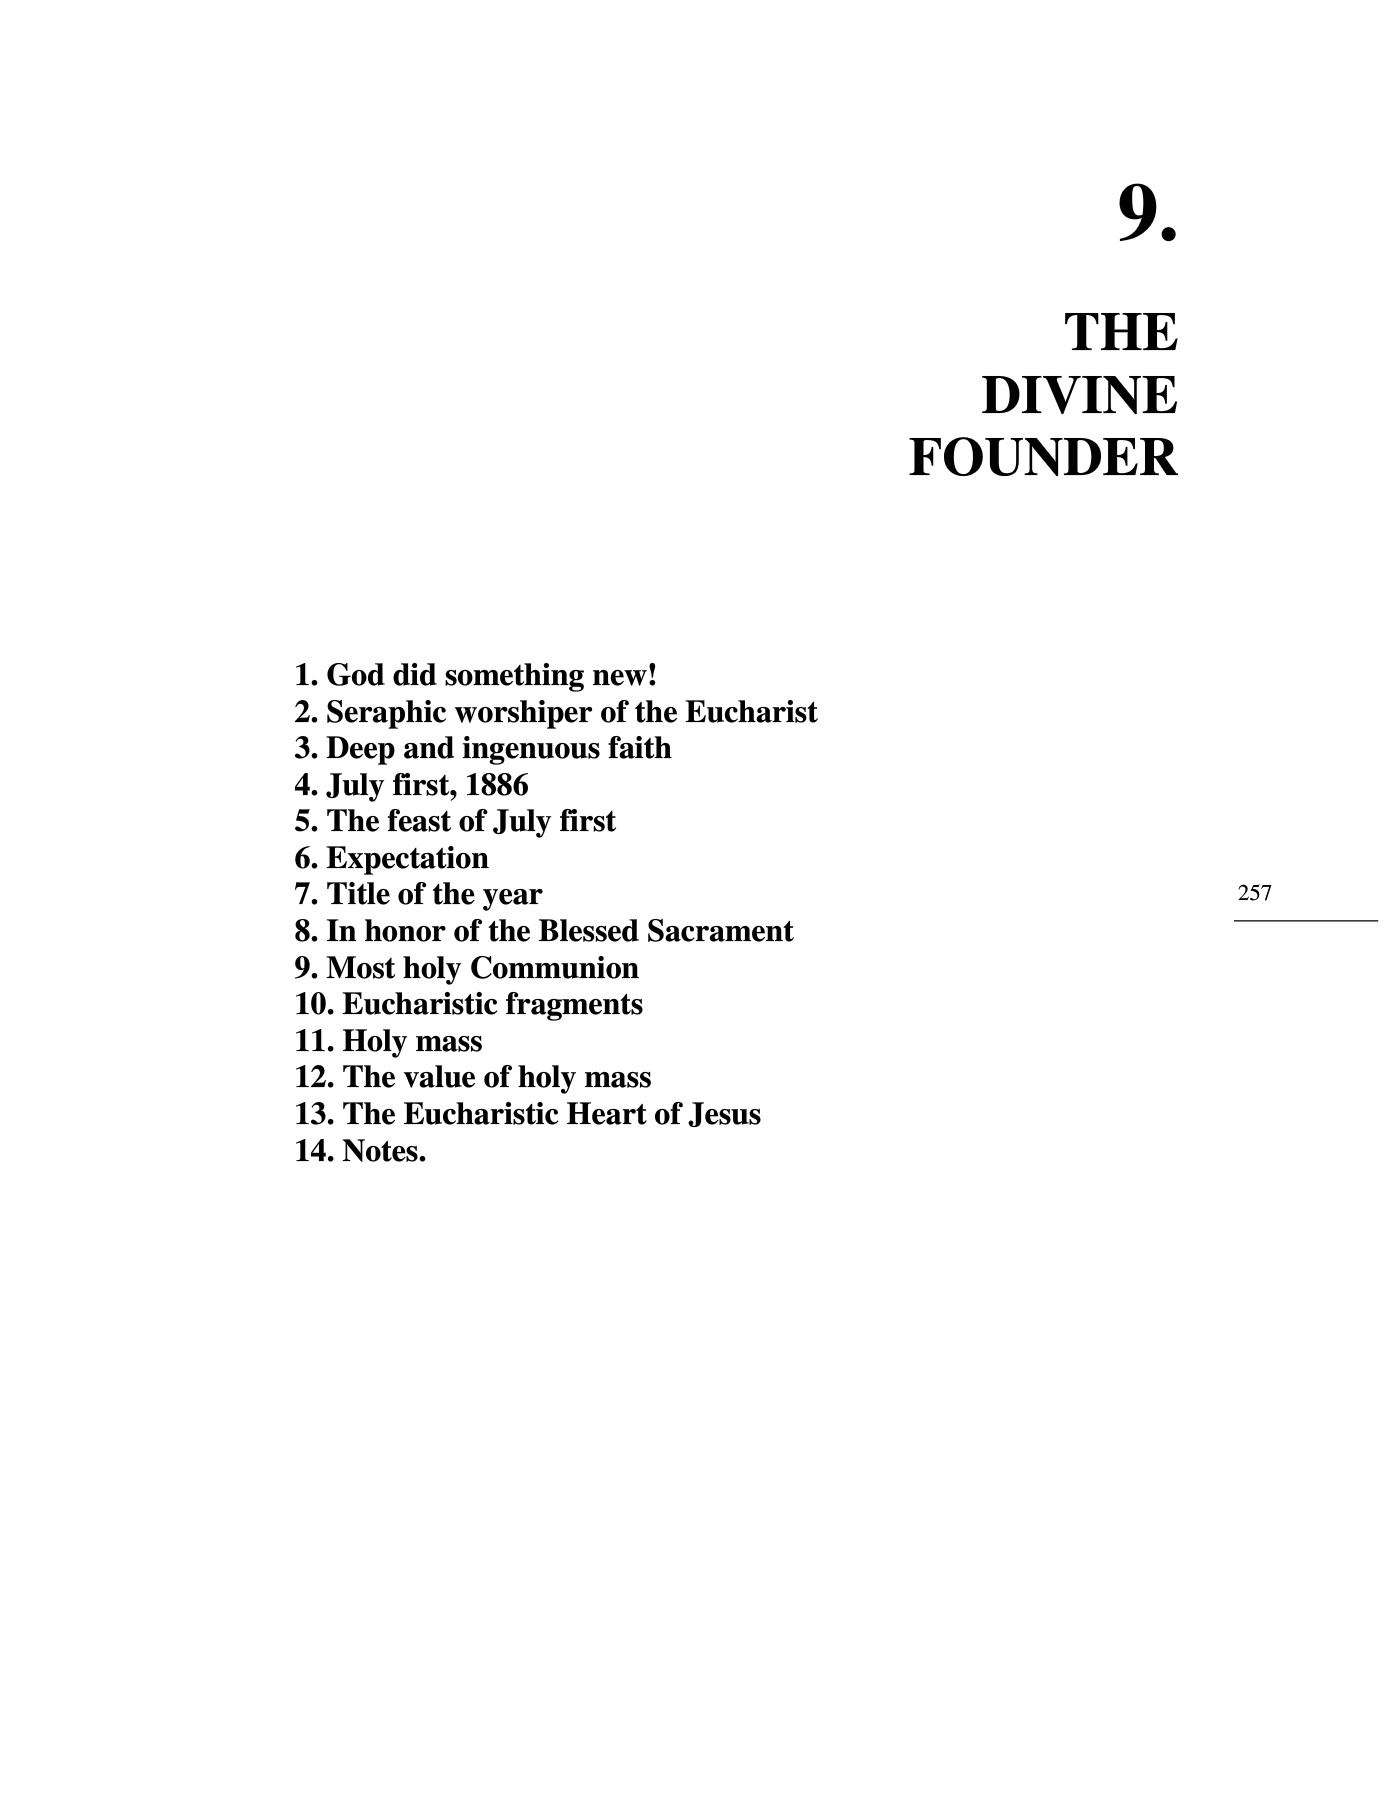 9.
THE
DIVINE
FOUNDER
1. God did something new!
2. Seraphic worshiper of the Eucharist
3. Deep and ingenuous faith
4. July first, 1886
5. The feast of July first
6. Expectation
7. Title of the year
8. In honor of the Blessed Sacrament
9. Most holy Communion
10. Eucharistic fragments
11. Holy mass
12. The value of holy mass
13. The Eucharistic Heart of Jesus
14. Notes.
257